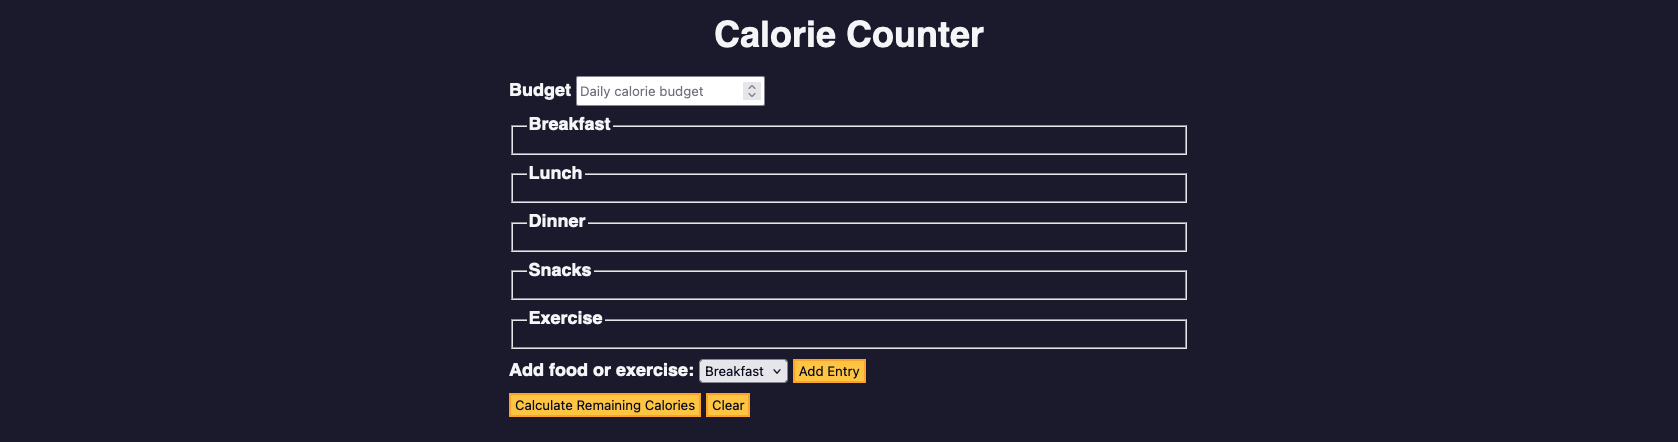 Calorie Counter
Budget Daily calorie budget
Breakfast
Lunch
Dinner
Snacks
Exercise
Add food or exercise: Breakfast Add Entry
Calculate Remaining Calories Clear